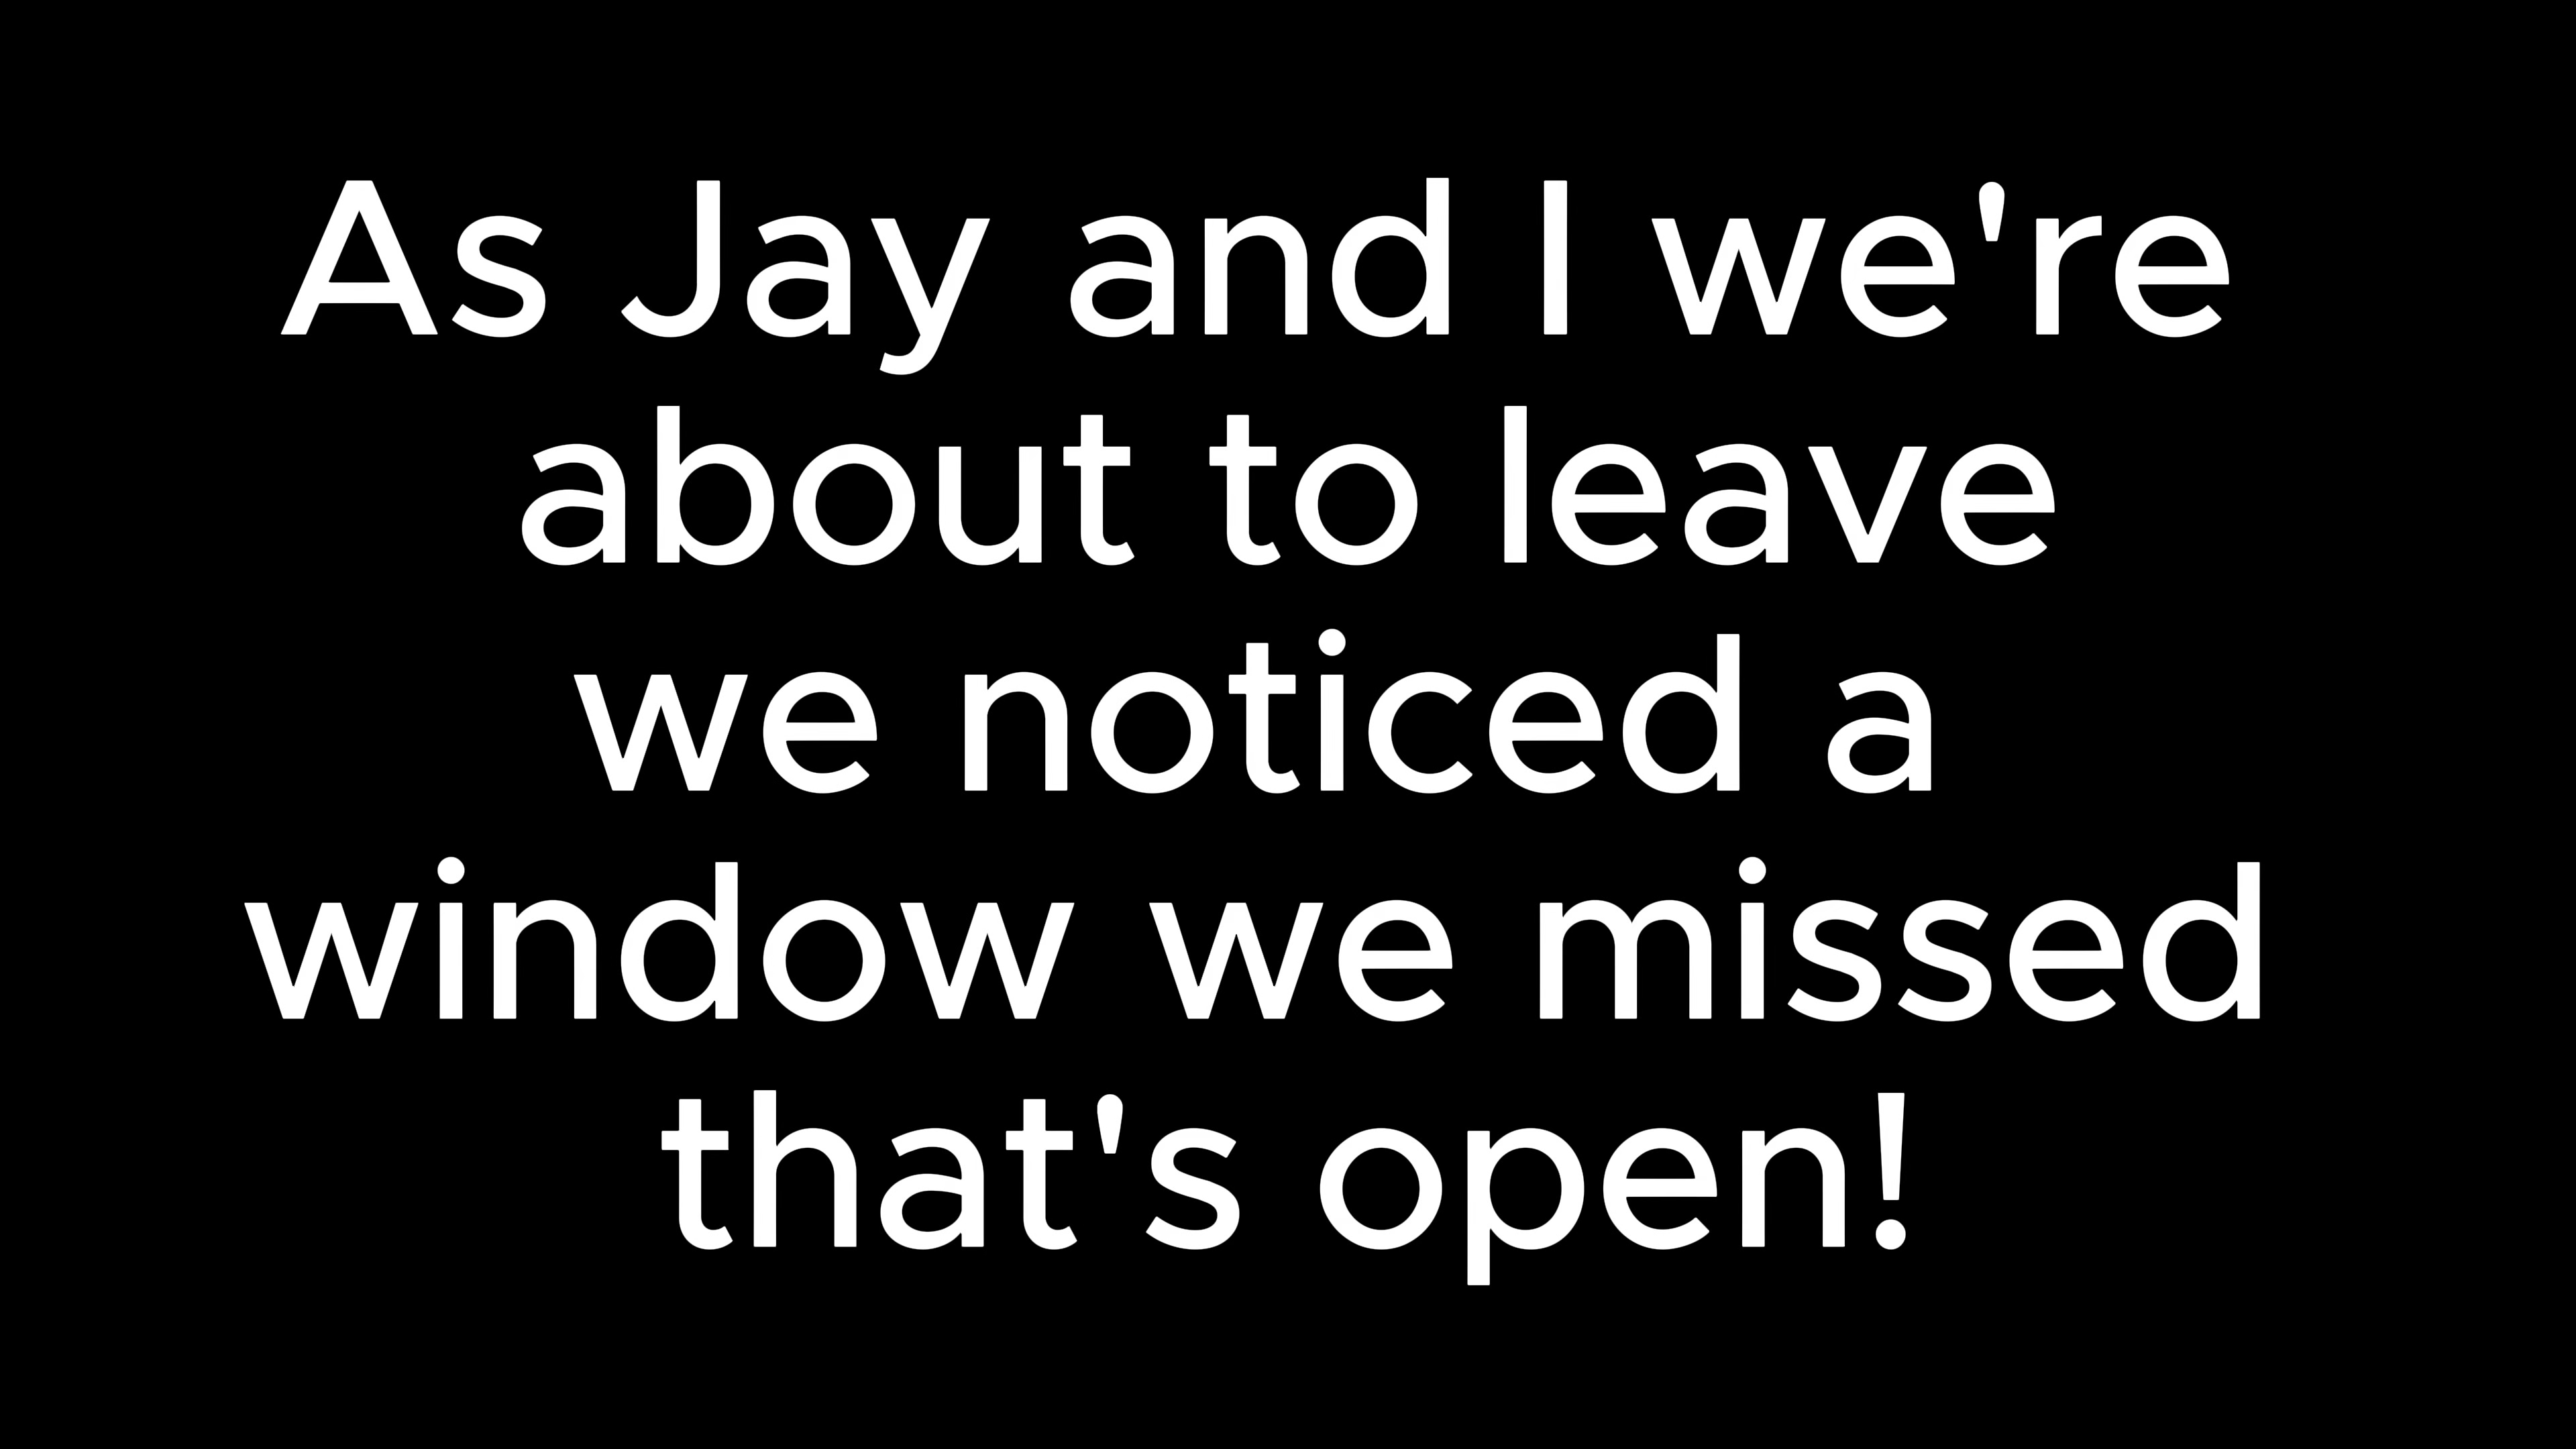 As Jay and I we're
about to leave
we noticed a
window we missed
that's open!